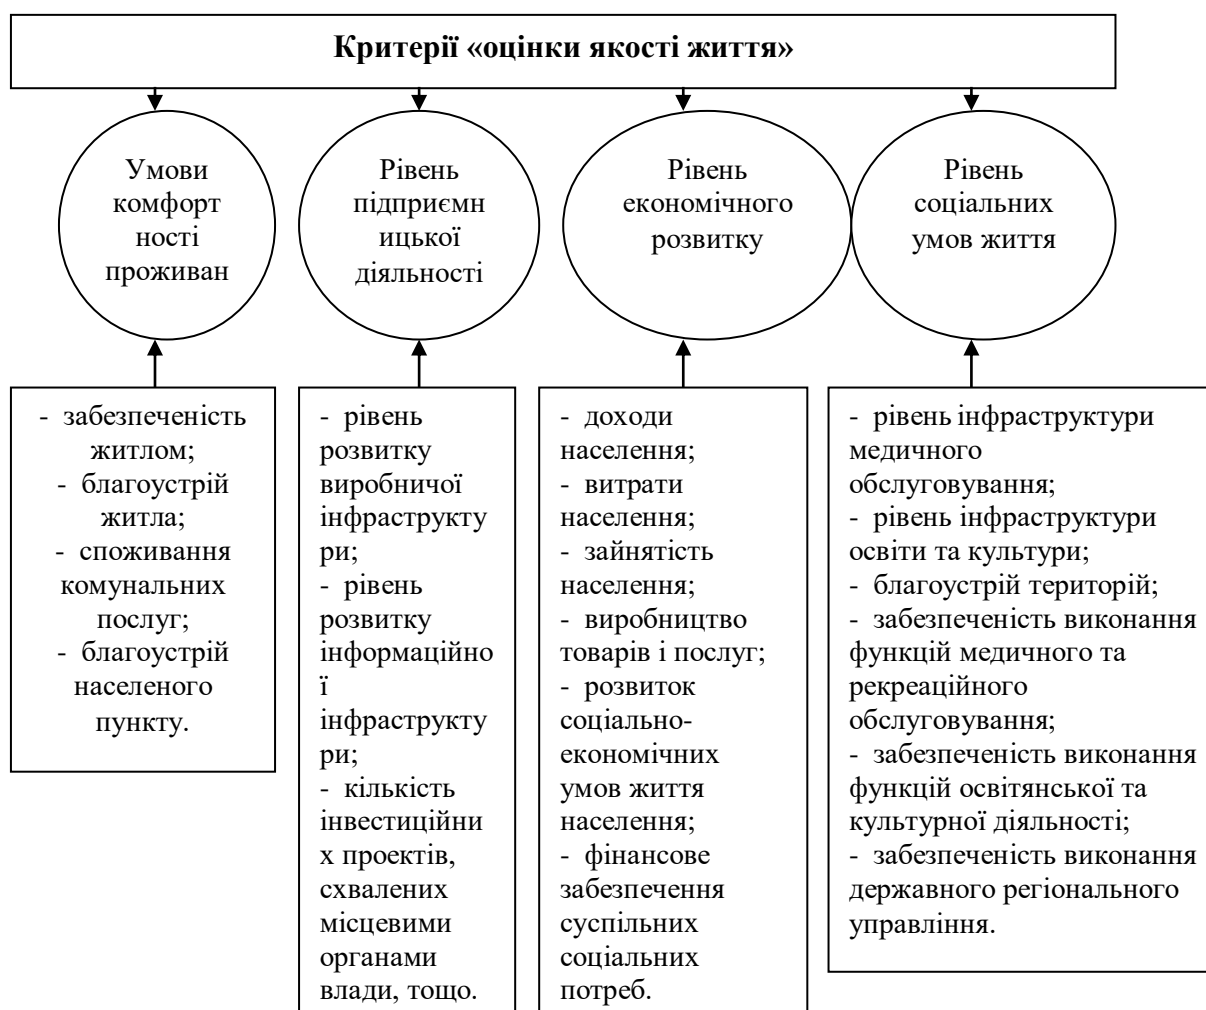 Критерії «оцінки якості життя»
Умови
комфорт
ності
проживан
Рівень
підприємн
ицької
діяльності
Рівень
економічного
розвитку
Рівень
соціальних
умов життя
- забезпеченість
житлом;
- благоустрій
житла;
- споживання
комунальних
послуг;
- благоустрій
населеного
пункту.
- рівень
розвитку
виробничої
інфраструкту
ри;
- рівень
розвитку
інформаційно
ї
інфраструкту
ри;
- кількість
інвестиційни
х проектів,
схвалених
місцевими
органами
влади, тощо.
- доходи
населення;
- витрати
населення;
- зайнятість
населення;
- виробництво
товарів і послуг;
- розвиток
соціально-
економічних
умов життя
населення;
- фінансове
забезпечення
суспільних
соціальних
потреб.
- рівень інфраструктури
медичного
обслуговування;
- рівень інфраструктури
освіти та культури;
- благоустрій територій;
- забезпеченість виконання
функцій медичного та
рекреаційного
обслуговування;
- забезпеченість виконання
функцій освітянської та
культурної діяльності;
- забезпеченість виконання
державного регіонального
управління.